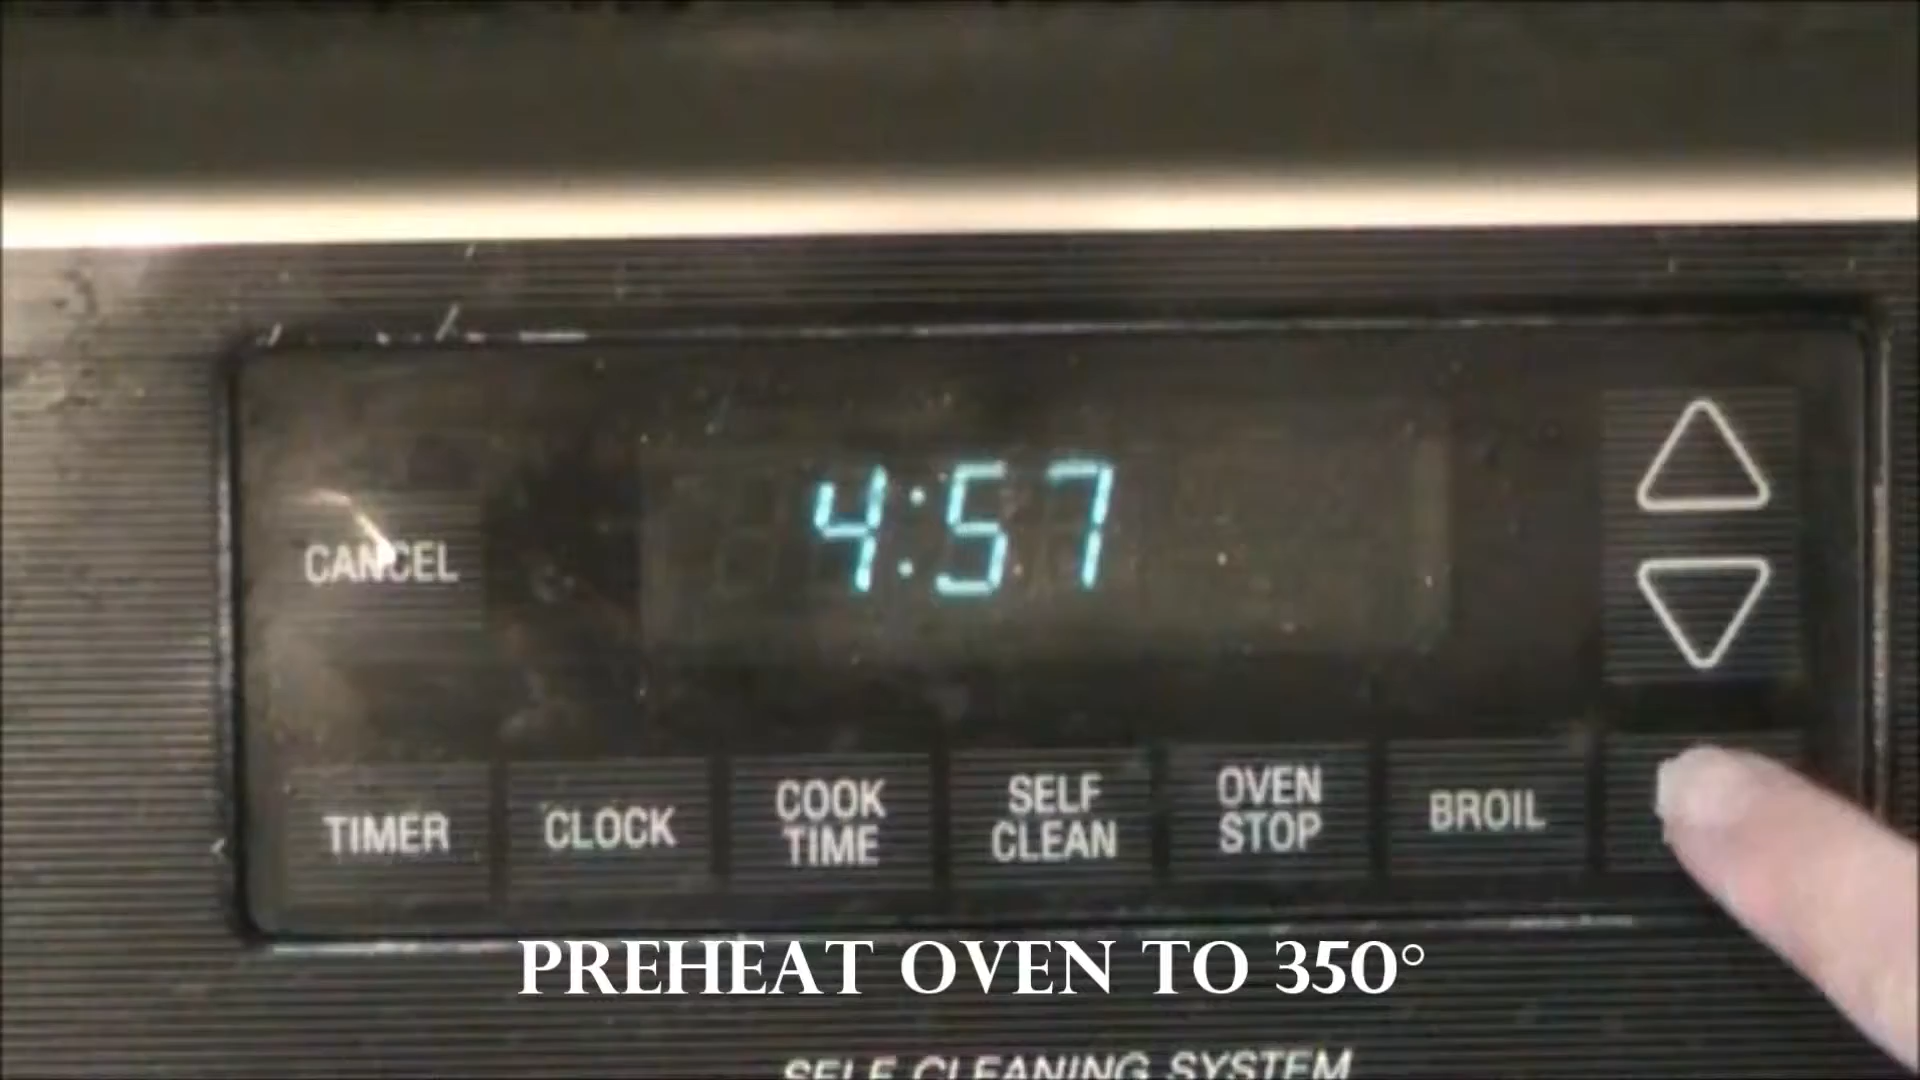 4:57
CANCEL
TIMER
CLOCK
COOK
TIME
SELF
CLEAN
OVEN
STOP
BROIL
PREHEAT OVEN TO 350°
SELF CLEANING SYSTEM